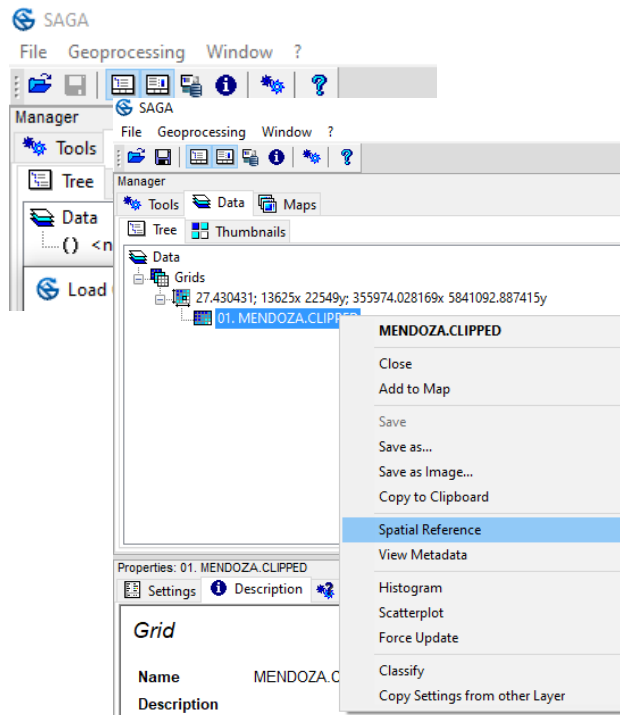 SAGA
File Geoprocessing Window ?
Manager
Tools
Tree
Data
() <n
Load
SAGA
File Geoprocessing Window ?
Manager
Tools Data Maps
Tree Thumbnails
Data
Grids
27.430431; 13625x 22549y; 355974.028169x 5841092.887415y
01. MENDOZA.CLIPPED
MENDOZA.CLIPPED
Close
Add to Map
Save
Save as...
Save as Image...
Copy to Clipboard
Spatial Reference
View Metadata
Histogram
Scatterplot
Force Update
Classify
Copy Settings from other Layer
Properties: 01. MENDOZA.CLIPPED
Settings Description
Grid
Name MENDOZA.C
Description